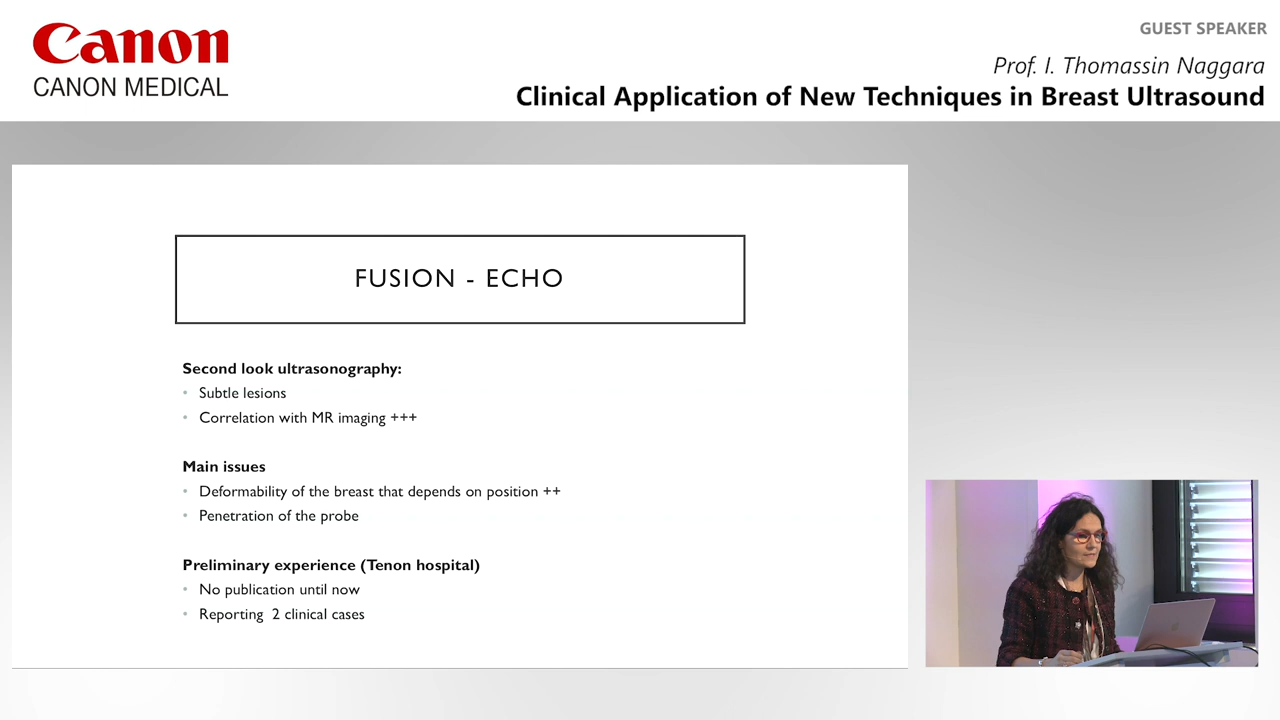 Canon
CANON MEDICAL
GUEST SPEAKER
Prof. I. Thomassin Naggara
Clinical Application of New Techniques in Breast Ultrasound
FUSION - ECHO
Second look ultrasonography:
• Subtle lesions
• Correlation with MR imaging +++
Main issues
• Deformability of the breast that depends on position ++
• Penetration of the probe
Preliminary experience (Tenon hospital)
• No publication until now
• Reporting 2 clinical cases